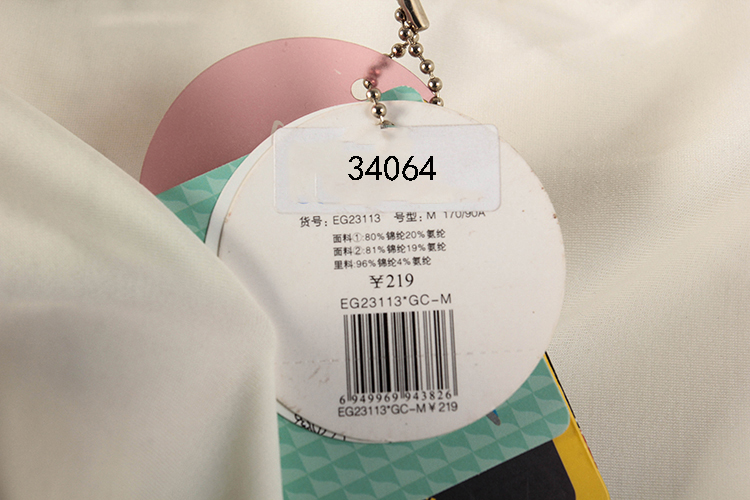 34064
货号: EG23113 号型: M 170/90A
面料①:80%锦纶20%氨纶
面料2:81%锦纶19%氨纶
里料:96%锦纶4%氨纶
￥219
EG23113*GC-M
6 949969 943826
EG23113*GC-M￥219